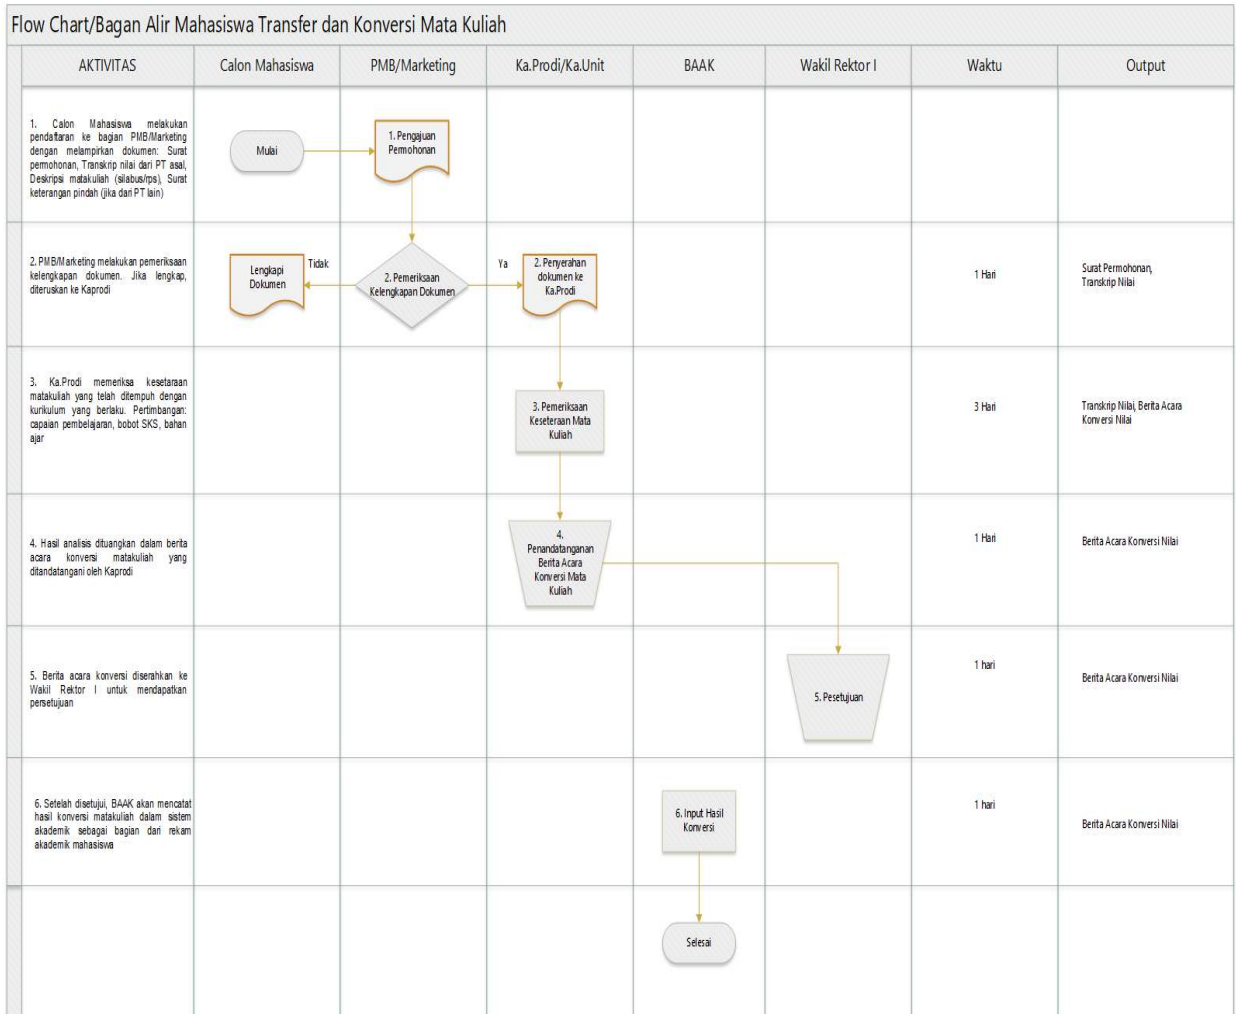 Flow Chart/Bagan Alir Mahasiswa Transfer dan Konversi Mata Kuliah
AKTIVITAS
Calon Mahasiswa
PMB/Marketing
Ka.Prodi/Ka.Unit
BAAK
Wakil Rektor I
Waktu
Output
1. Calon Mahasiswa melakukan
pendaftaran ke bagian PMB/Marketing
dengan melampirkan dokumen: Surat
permohonan, Transkrip nilai dari PT asal,
Deskripsi matakuliah (silabus/rps), Surat
keterangan pindah (jika dari PT lain)
Mulai
1. Pengajuan
Permohonan
2. PMB/Marketing melakukan pemeriksaan
kelengkapan dokumen. Jika lengkap,
diteruskan ke Kaprodi
Lengkapi
Dokumen
Tidak
2. Pemeriksaan
Kelengkapan Dokumen
Ya
2. Penyerahan
dokumen ke
Ka.Prodi
1 Hari
Surat Permohonan,
Transkrip Nilai
3. Ka.Prodi memeriksa kesetaraan
matakuliah yang telah ditempuh dengan
kurikulum yang berlaku. Pertimbangan:
capaian pembelajaran, bobot SKS, bahan
ajar
3. Pemeriksaan
Keseteraan Mata
Kuliah
3 Hari
Transkrip Nilai, Berita Acara
Konversi Nilai
4. Hasil analisis dituangkan dalam berita
acara konversi matakuliah yang
ditandatangani oleh Kaprodi
4.
Penandatanganan
Berita Acara
Konversi Mata
Kuliah
1 Hari
Berita Acara Konversi Nilai
5. Berita acara konversi diserahkan ke
Wakil Rektor I untuk mendapatkan
persetujuan
5. Pesetujuan
1 hari
Berita Acara Konversi Nilai
6. Setelah disetujui, BAAK akan mencatat
hasil konversi matakuliah dalam sistem
akademik sebagai bagian dari rekam
akademik mahasiswa
6. Input Hasil
Konversi
1 hari
Berita Acara Konversi Nilai
Selesai